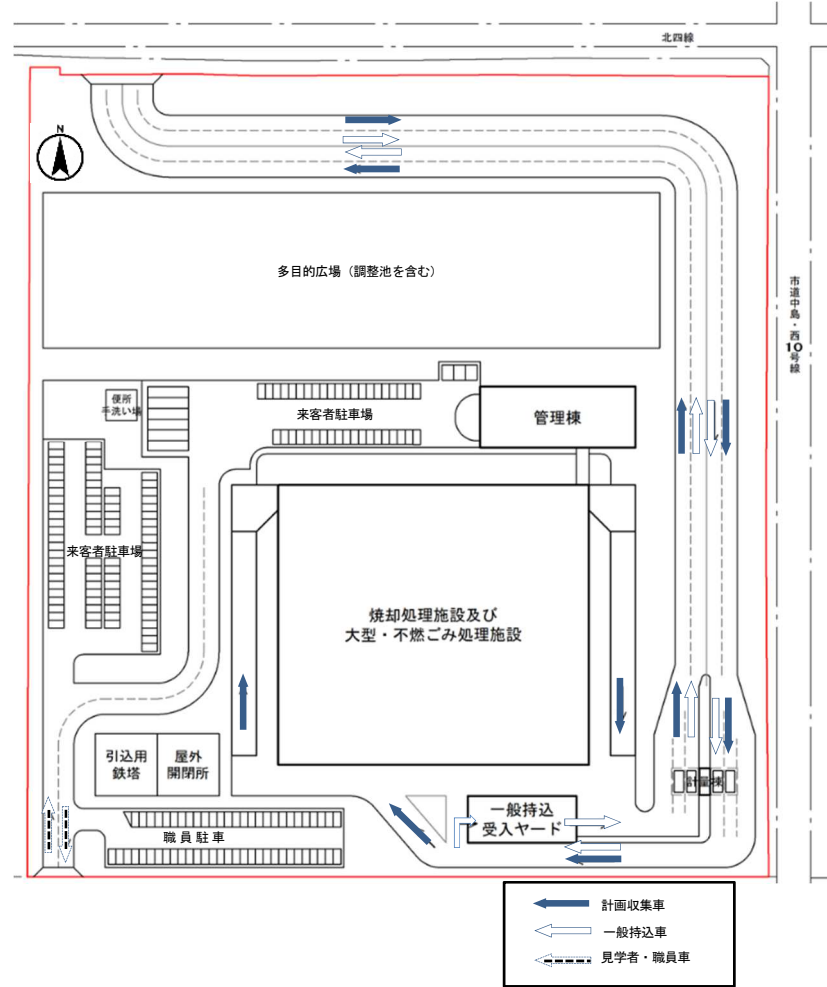 北四線
N
多目的広場（調整池を含む）
市道中島・西10号線
便所
手洗い場
来客者駐車場
管理棟
来客者駐車場
焼却処理施設及び
大型・不燃ごみ処理施設
引込用
鉄塔
屋外
開閉所
計量棟
一般持込
受入ヤード
職員駐車
計画収集車
一般持込車
見学者・職員車